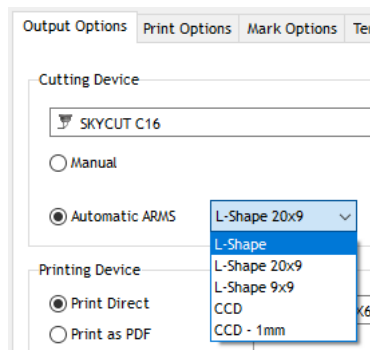 Output Options Print Options Mark Options
Cutting Device
SKYCUT C16
Manual
Automatic ARMS L-Shape 20x9
L-Shape
L-Shape 20x9
L-Shape 9x9
CCD
CCD - 1mm
Printing Device
Print Direct
Print as PDF